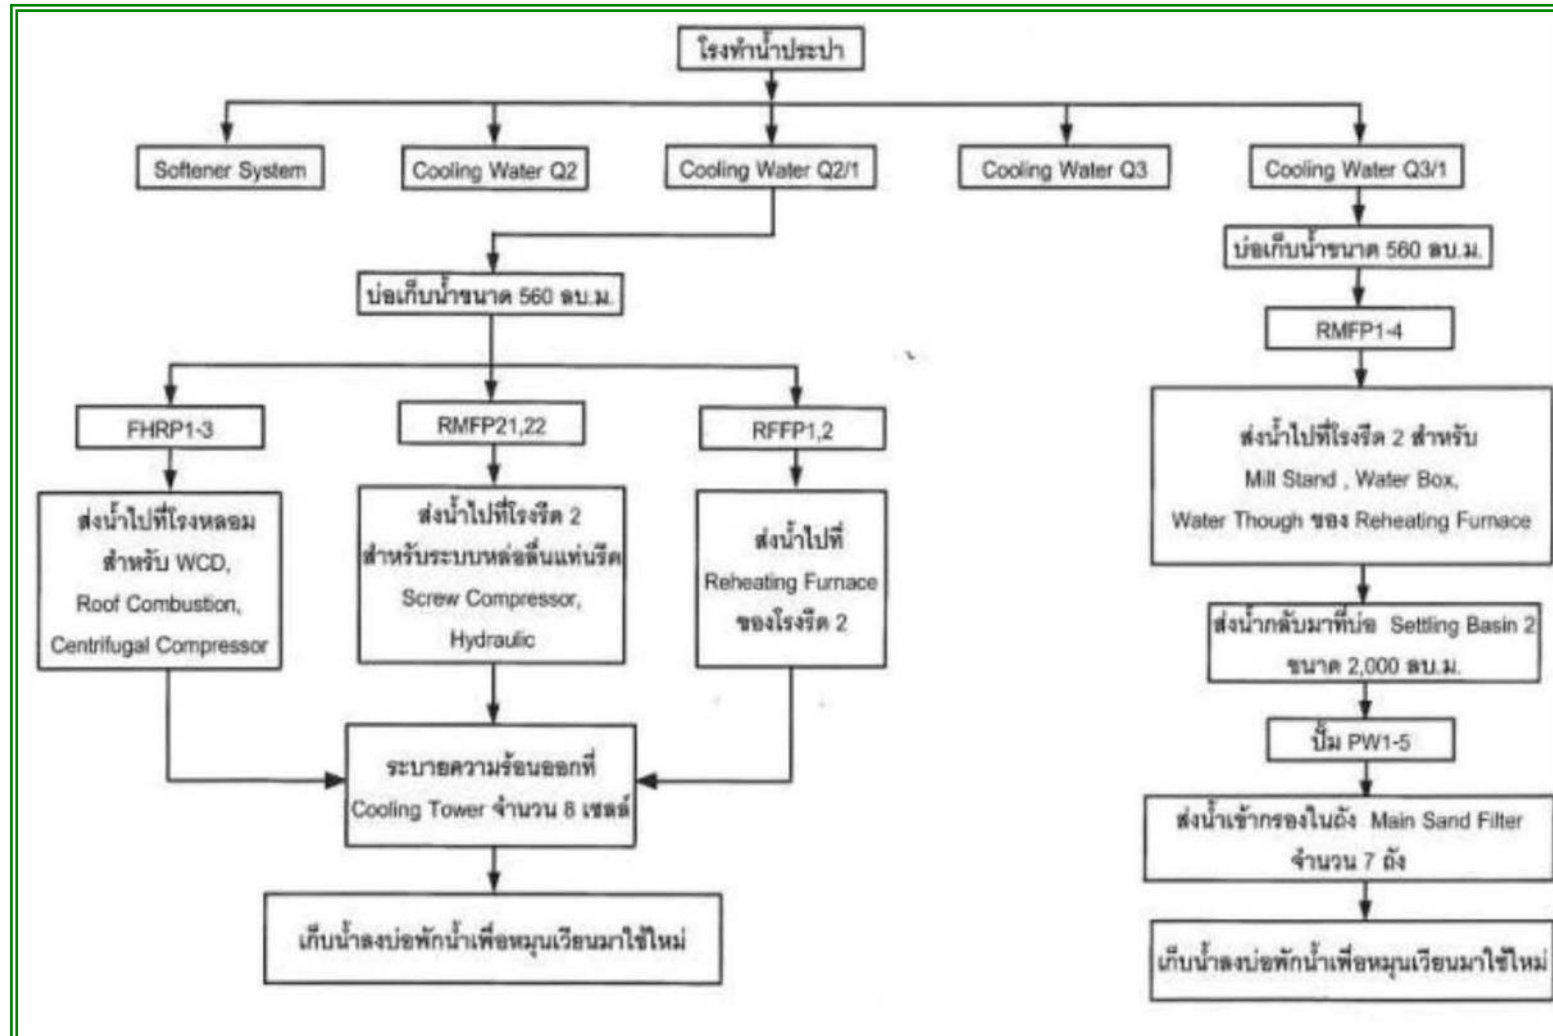 โรงทำน้ำประปา
Softener System
Cooling Water Q2
Cooling Water Q2/1
Cooling Water Q3
Cooling Water Q3/1
บ่อเก็บน้ำขนาด 560 ลบ.ม.
FHRP1-3
RMFP21,22
RFFP1,2
ส่งน้ำไปที่โรงหลอม
สำหรับ WCD,
Roof Combustion,
Centrifugal Compressor
ส่งน้ำไปที่โรงรีด 2
สำหรับระบบหล่อลื่นแท่นรีด
Screw Compressor,
Hydraulic
ส่งน้ำไปที่
Reheating Furnace
ของโรงรีด 2
ระบายความร้อนออกที่
Cooling Tower จำนวน 8 เซลล์
เก็บน้ำลงบ่อพักน้ำเพื่อหมุนเวียนมาใช้ใหม่
บ่อเก็บน้ำขนาด 560 ลบ.ม.
RMFP1-4
ส่งน้ำไปที่โรงรีด 2 สำหรับ
Mill Stand , Water Box,
Water Though ของ Reheating Furnace
ส่งน้ำกลับมาที่บ่อ Settling Basin 2
ขนาด 2,000 ลบ.ม.
ปั๊ม PW1-5
ส่งน้ำเข้ากรองในถัง Main Sand Filter
จำนวน 7 ถัง
เก็บน้ำลงบ่อพักน้ำเพื่อหมุนเวียนมาใช้ใหม่